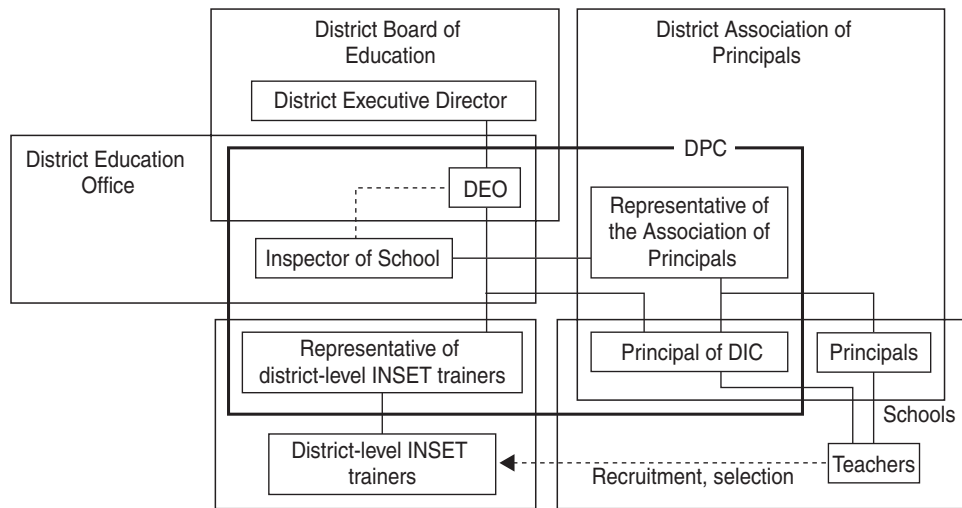 District Board of
Education
District Association of
Principals
District Executive Director
District Education
Office
DPC
DEO
Representative of
the Association of
Principals
Inspector of School
Representative of
district-level INSET trainers
Principal of DIC
Principals
Schools
District-level INSET
trainers
Recruitment, selection
Teachers